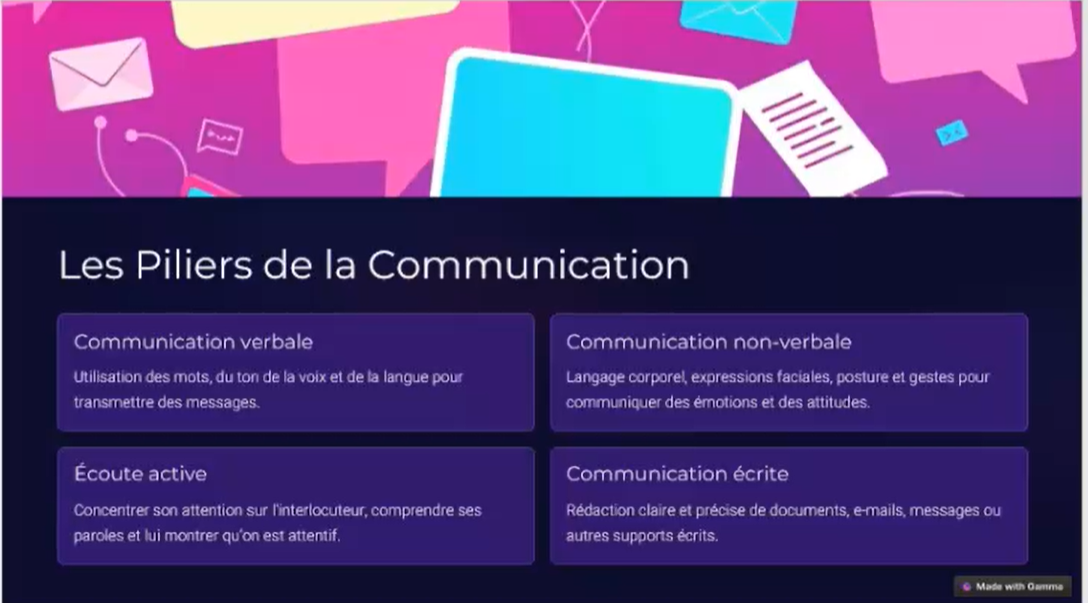 Les Piliers de la Communication
Communication verbale
Utilisation des mots, du ton de la voix et de la langue pour
transmettre des messages.
Communication non-verbale
Langage corporel, expressions faciales, posture et gestes pour
communiquer des émotions et des attitudes.
Écoute active
Concentrer son attention sur l'interlocuteur, comprendre ses
paroles et lui montrer qu'on est attentif.
Communication écrite
Rédaction claire et précise de documents, e-mails, messages ou
autres supports écrits.
Made with Gamma